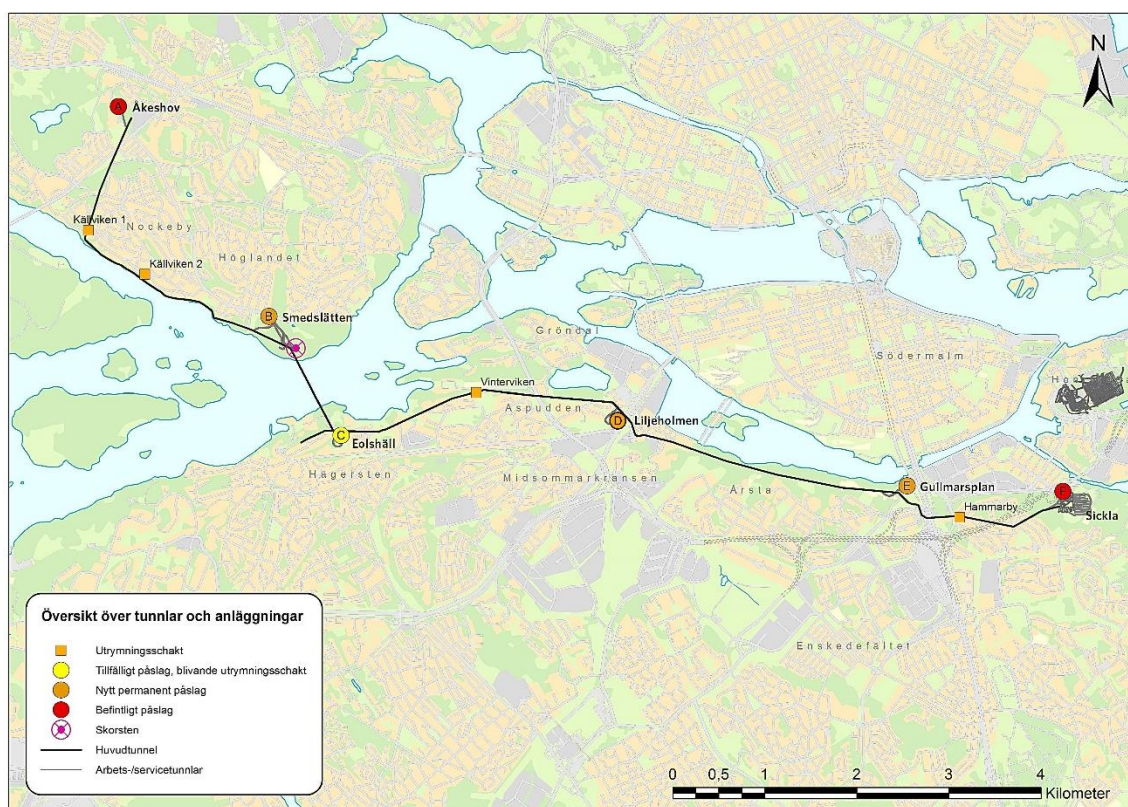 N
A
Åkeshov
Källviken 1
Nockeby
Källviken 2
Höglandet
B
Smedslätten
Gröndal
Södermalm
Vinterviken
Aspudden
D
Liljeholmen
C
Eolshäll
Hägersten
Midsommarkransen
Årsta
E
Gullmarsplan
Hammarby
F
Sickla
Enskedefältet
Översikt över tunnlar och anläggningar
Utrymningsschakt
Tillfälligt påslag, blivande utrymningsschakt
Nytt permanent påslag
Befintligt påslag
Skorsten
Huvudtunnel
Arbets-/servicetunnlar
0 0,5 1 2 3 4
Kilometer